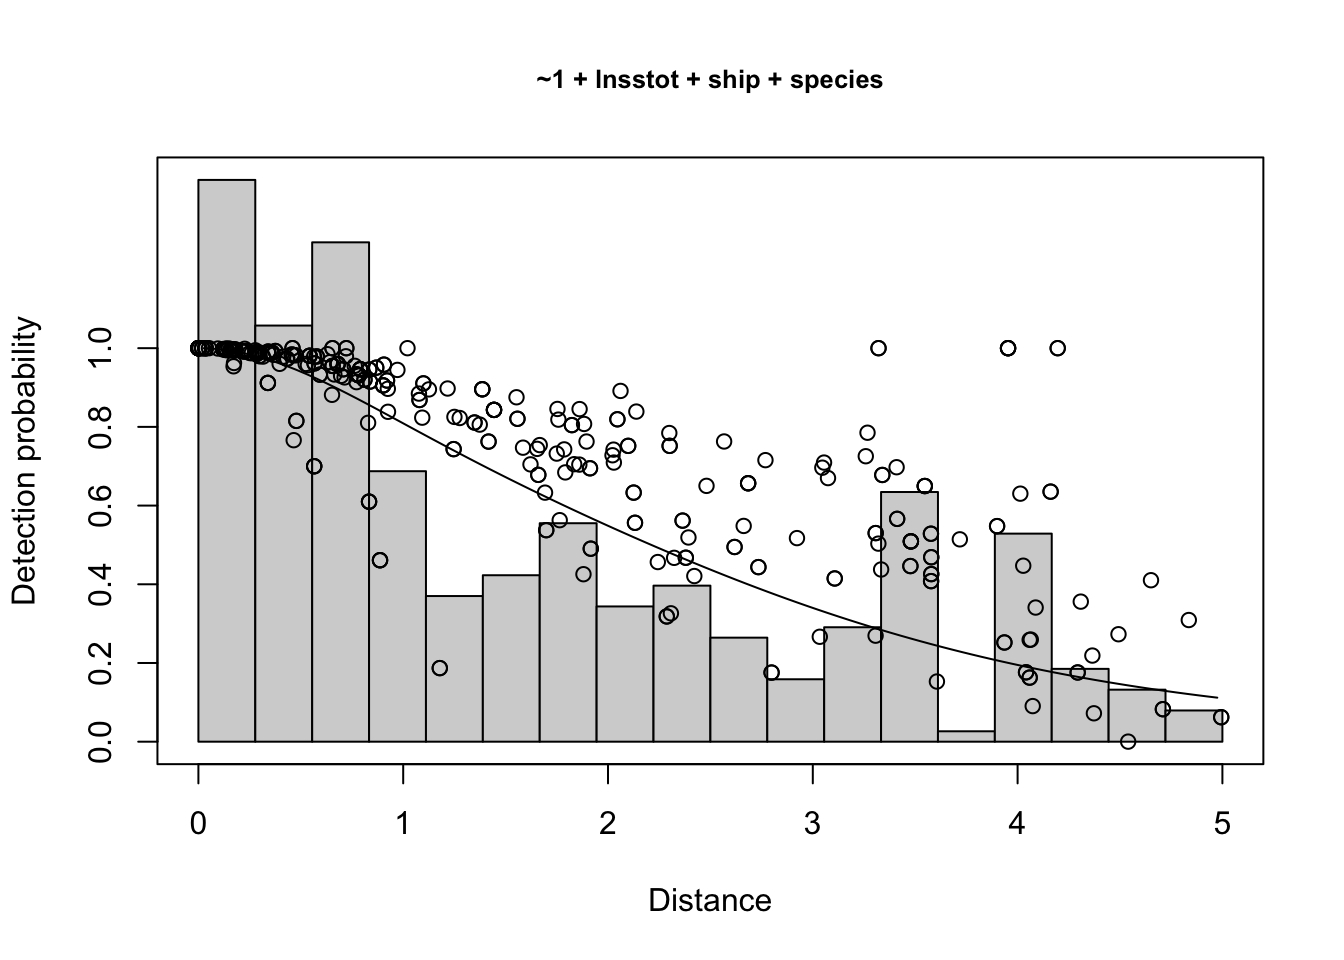 ~1 + lnsstot + ship + species
Detection probability
1.0
0.8
0.6
0.4
0.2
0.0
0 1 2 3 4 5
Distance